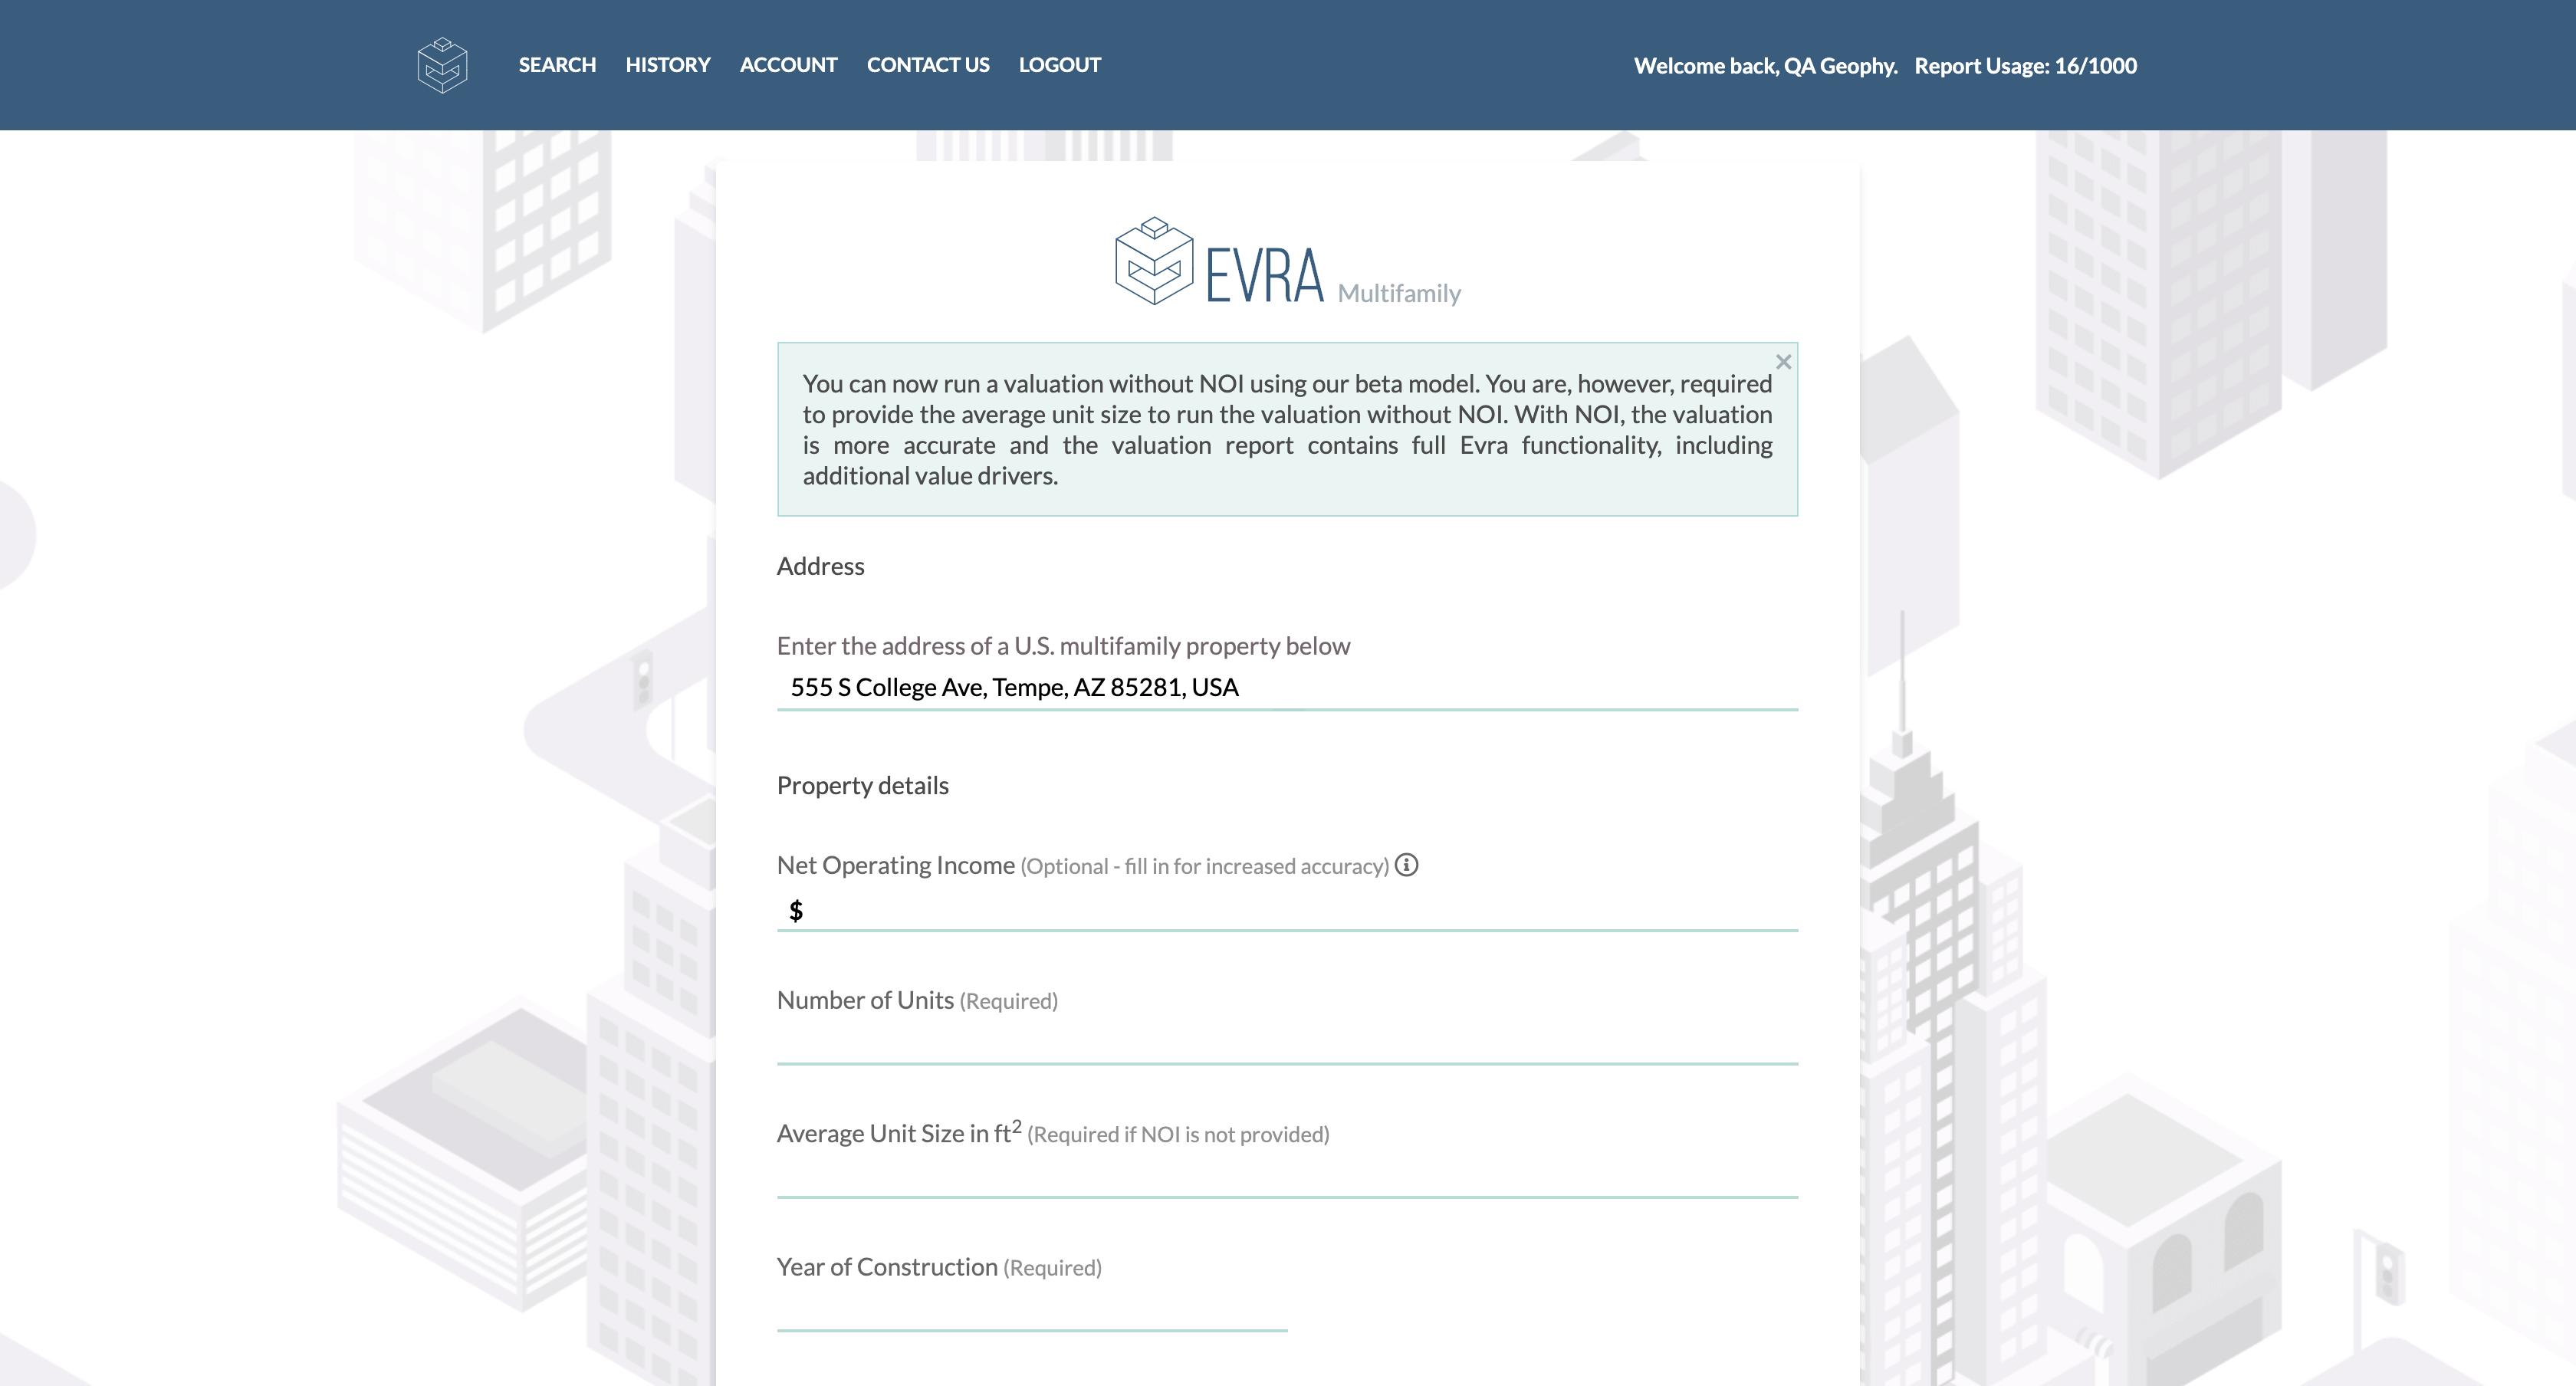 SEARCH HISTORY ACCOUNT CONTACT US LOGOUT Welcome back, QA Geophy. Report Usage: 16/1000
EVRA Multifamily
You can now run a valuation without NOI using our beta model. You are, however, required
to provide the average unit size to run the valuation without NOI. With NOI, the valuation
is more accurate and the valuation report contains full Evra functionality, including
additional value drivers.
Address
Enter the address of a U.S. multifamily property below
555 S College Ave, Tempe, AZ 85281, USA
Property details
Net Operating Income (Optional - fill in for increased accuracy)
$
Number of Units (Required)
Average Unit Size in ft² (Required if NOI is not provided)
Year of Construction (Required)